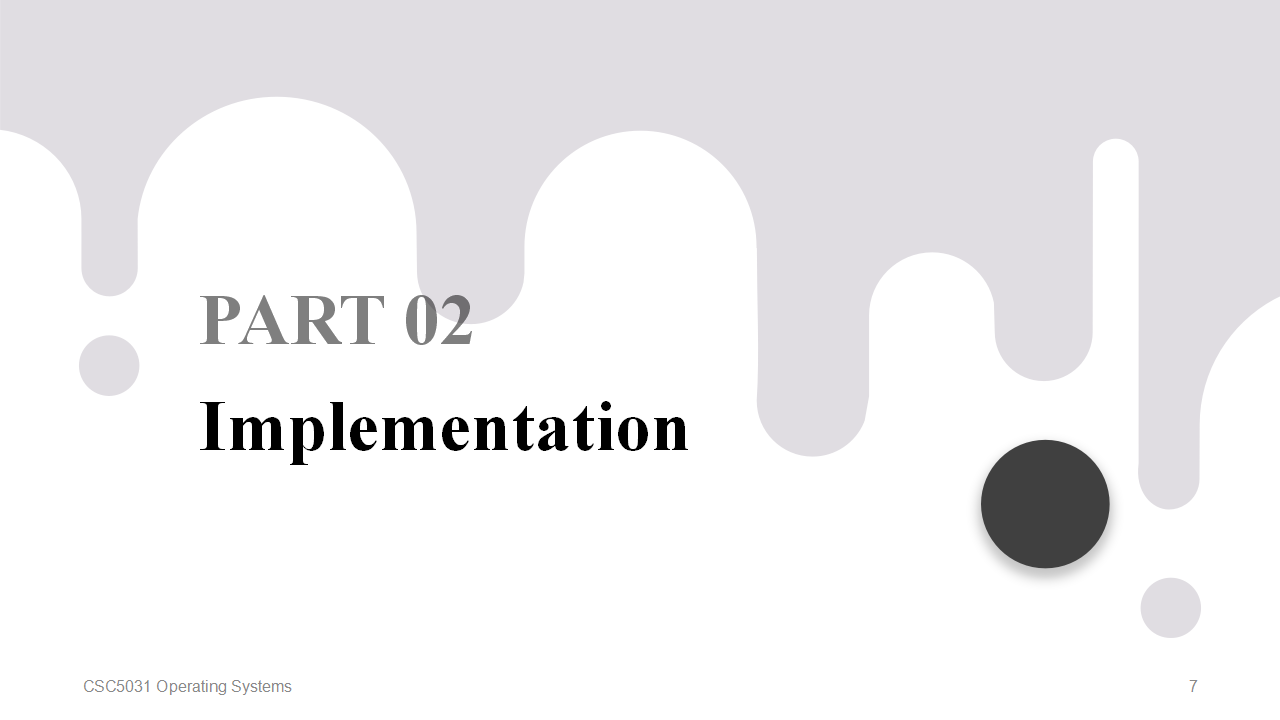 PART 02
Implementation
CSC5031 Operating Systems
7